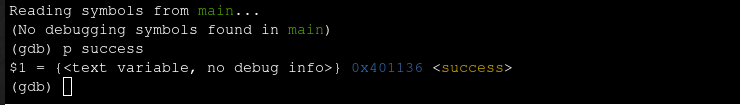 Reading symbols from main...
(No debugging symbols found in main)
(gdb) p success
$1 = {<text variable, no debug info>} 0x401136 <success>
(gdb)